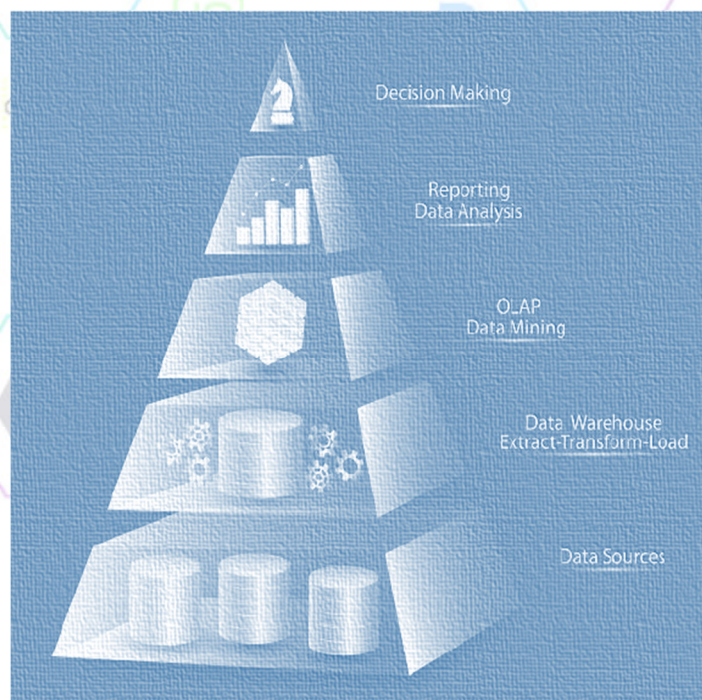 Decision Making
Reporting
Data Analysis
OLAP
Data Mining
Data Warehouse
Extract-Transform-Load
Data Sources